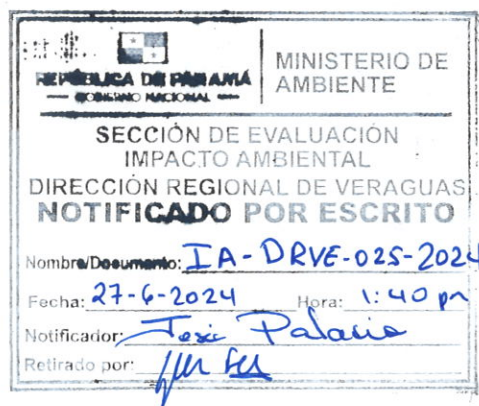 REPÚBLICA DE PANAMÁ
— GOBIERNO NACIONAL —
MINISTERIO DE
AMBIENTE
SECCIÓN DE EVALUACIÓN
IMPACTO AMBIENTAL
DIRECCIÓN REGIONAL DE VERAGUAS
NOTIFICADO POR ESCRITO
Nombre/Documento: IA-DRVE-025-2024
Fecha: 27-6-2024 Hora: 1:40 pm
Notificador: Palacio
Retirado por: